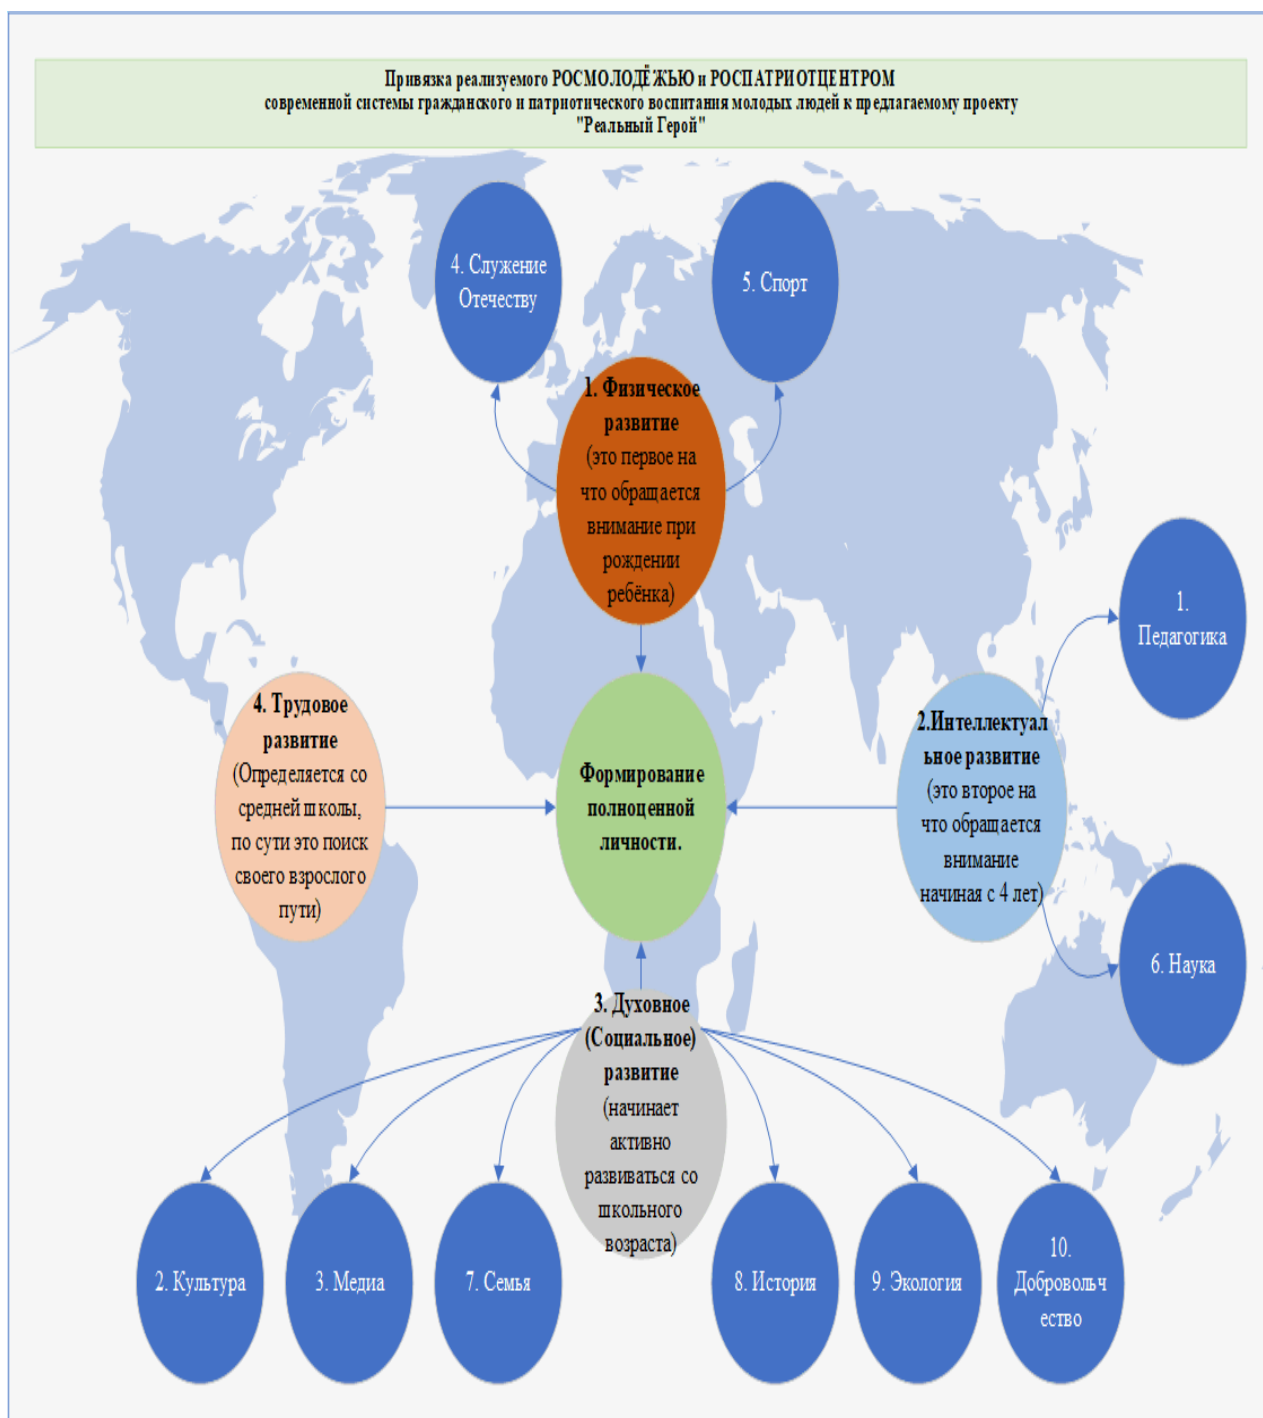 Привязка реализуемого РОСМОЛОДЁЖЬЮ и РОСПАТРИОТЦЕНТРОМ
современной системы гражданского и патриотического воспитания молодых людей к предлагаемому проекту
"Реальный Герой"
4. Служение
Отечеству
5. Спорт
1. Физическое
развитие
(это первое на
что обращается
внимание при
рождении
ребёнка)
1.
Педагогика
4. Трудовое
развитие
(Определяется со
средней школы,
по сути это поиск
своего взрослого
пути)
Формирование
полноценной
личности.
2.Интеллектуал
ьное развитие
(это второе на
что обращается
внимание
начиная с 4 лет)
6. Наука
3. Духовное
(Социальное)
развитие
(начинает
активно
развиваться со
школьного
возраста)
2. Культура
3. Медиа
7. Семья
8. История
9. Экология
10.
Добровольч
ество